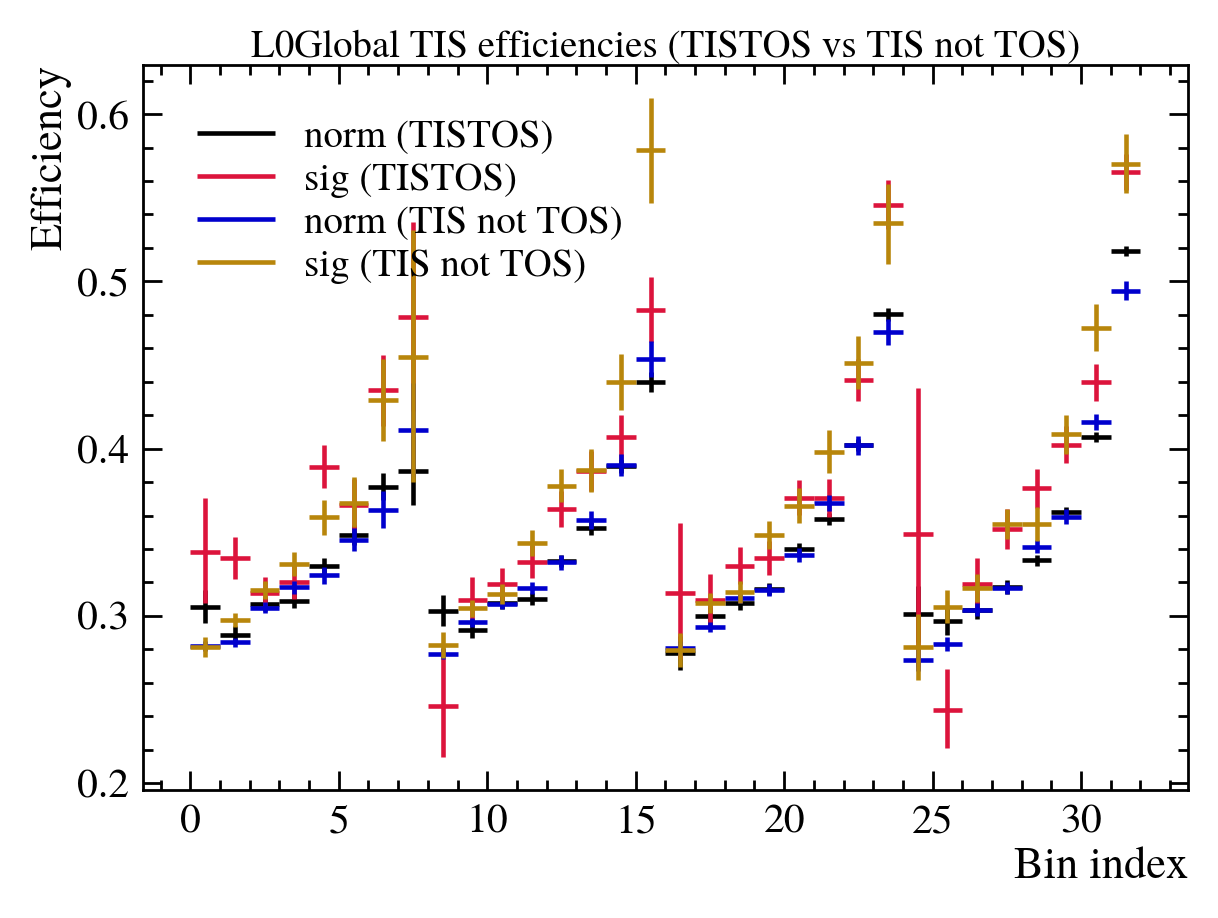 L0Global TIS efficiencies (TISTOS vs TIS not TOS)
Efficiency
0.6
0.5
0.4
0.3
0.2
norm (TISTOS)
sig (TISTOS)
norm (TIS not TOS)
sig (TIS not TOS)
0 5 10 15 20 25 30
Bin index